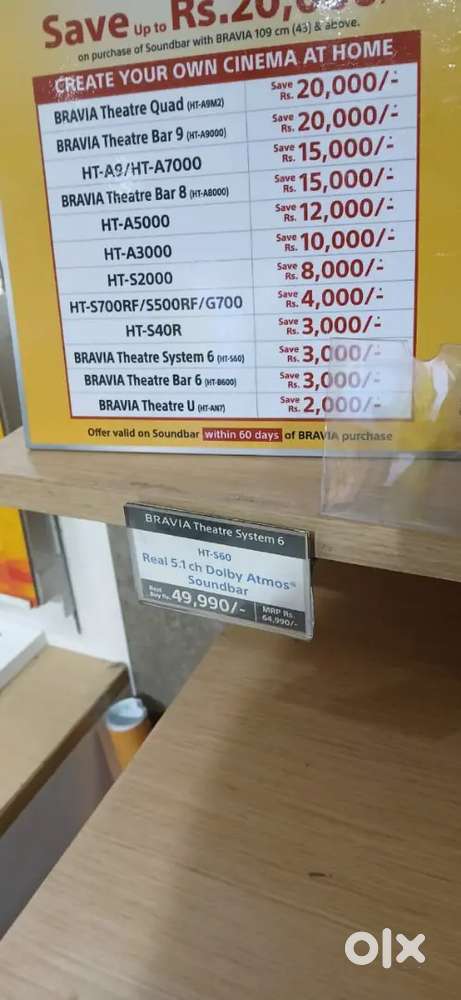 Save Up to Rs.20,000/-
on purchase of Soundbar with BRAVIA 109 cm (43) & above.
CREATE YOUR OWN CINEMA AT HOME
BRAVIA Theatre Quad (HT-A9M2) Save Rs. 20,000/-
BRAVIA Theatre Bar 9 (HT-A9000) Save Rs. 20,000/-
HT-A9/HT-A7000 Save Rs. 15,000/-
BRAVIA Theatre Bar 8 (HT-A8000) Save Rs. 15,000/-
HT-A5000 Save Rs. 12,000/-
HT-A3000 Save Rs. 10,000/-
HT-S2000 Save Rs. 8,000/-
HT-S700RF/S500RF/G700 Save Rs. 4,000/-
HT-S40R Save Rs. 3,000/-
BRAVIA Theatre System 6 (HT-S60) Save Rs. 3,000/-
BRAVIA Theatre Bar 6 (HT-B600) Save Rs. 3,000/-
BRAVIA Theatre U (HT-AN7) Save Rs. 2,000/-
Offer valid on Soundbar within 60 days of BRAVIA purchase
BRAVIA Theatre System 6
HT-S60
Real 5.1 ch Dolby Atmos®
Soundbar
Best Buy Rs. 49,990/- MRP Rs. 64,990/-
olx